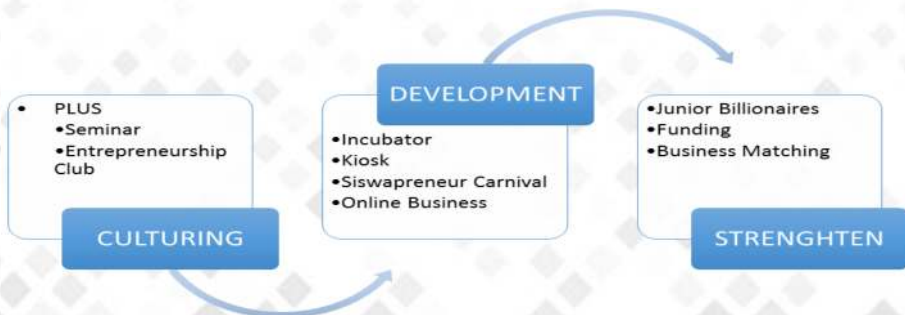 • PLUS
•Seminar
•Entrepreneurship
Club
CULTURING
DEVELOPMENT
•Incubator
•Kiosk
•Siswapreneur Carnival
•Online Business
•Junior Billionaires
•Funding
•Business Matching
STRENGHTEN